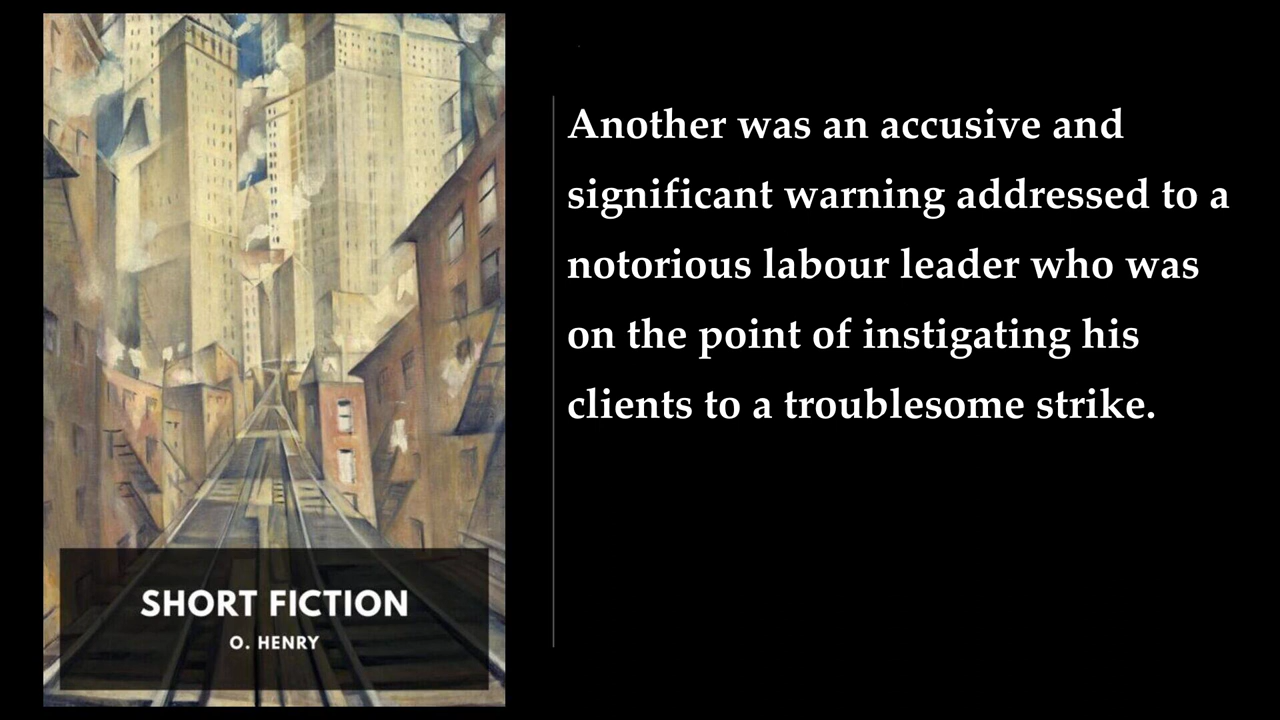 Another was an accusive and
significant warning addressed to a
notorious labour leader who was
on the point of instigating his
clients to a troublesome strike.
SHORT FICTION
O. HENRY